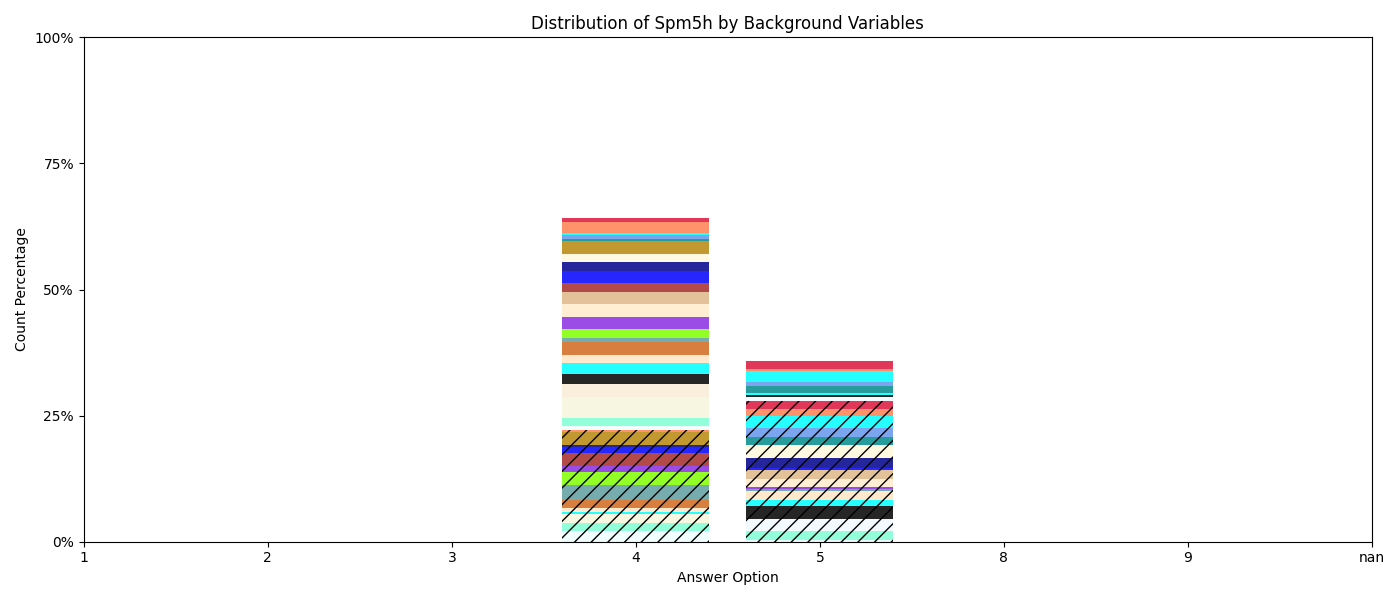 Distribution of Spm5h by Background Variables
100%
75%
50%
25%
0%
Count Percentage
1 2 3 4 5 8 9 nan
Answer Option